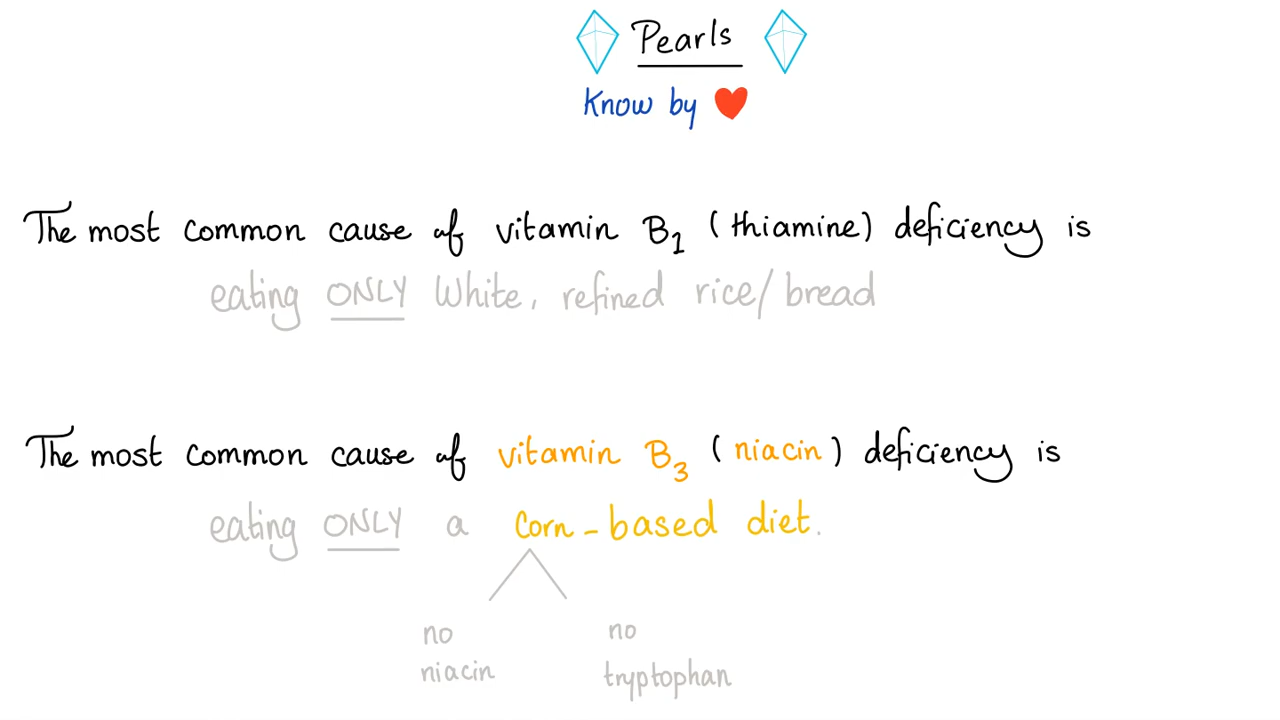 Pearls
Know by ❤
The most common cause of vitamin B1 (thiamine) deficiency is
eating ONLY White, refined rice/bread
The most common cause of vitamin B3 (niacin) deficiency is
eating ONLY a Corn-based diet.
no no
niacin tryptophan